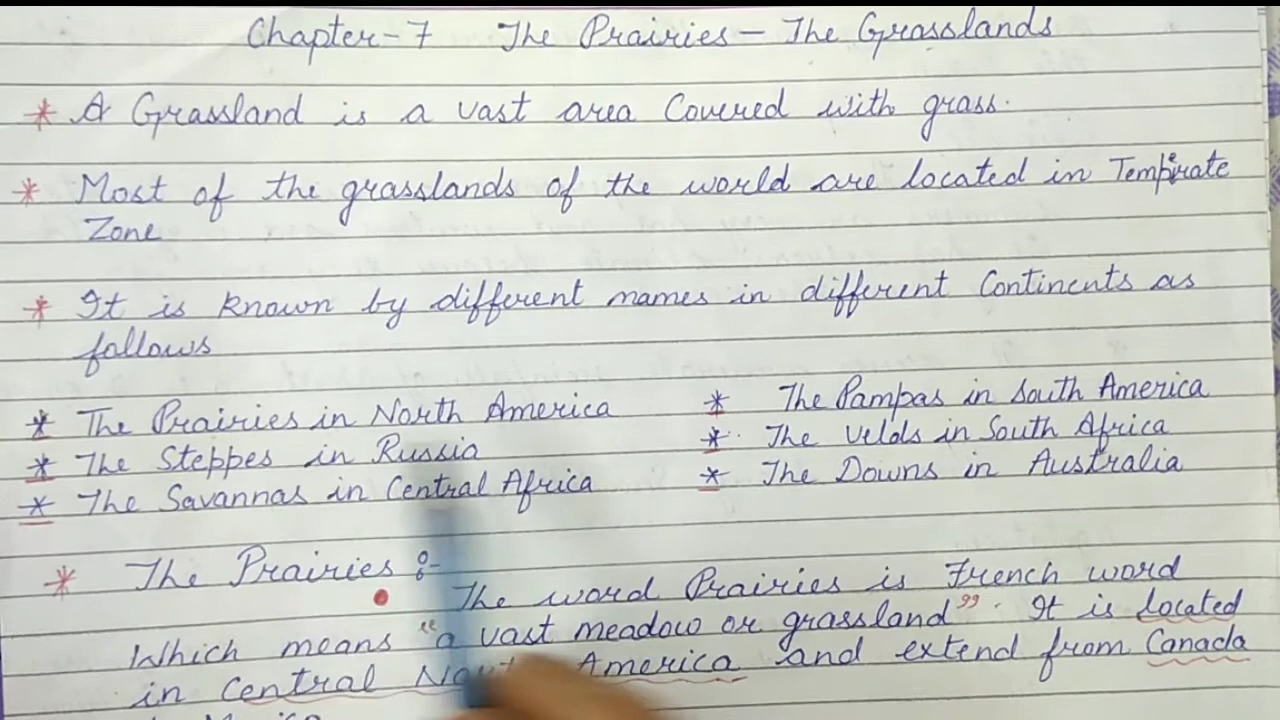 Chapter-7 The Prairies - The Grasslands
* A Grassland is a vast area Covered with grass.
* Most of the grasslands of the world are located in Temperate
Zone
* It is Known by different names in different Continents as
follows
* The Prairies in North America * The Pampas in South America
* The Steppes in Russia * The Velds in South Africa
* The Savannas in Central Africa * The Downs in Australia
* The Prairies :-
The word Prairies is French word
Which means "a vast meadow or grassland". It is located
in Central North America and extend from Canada